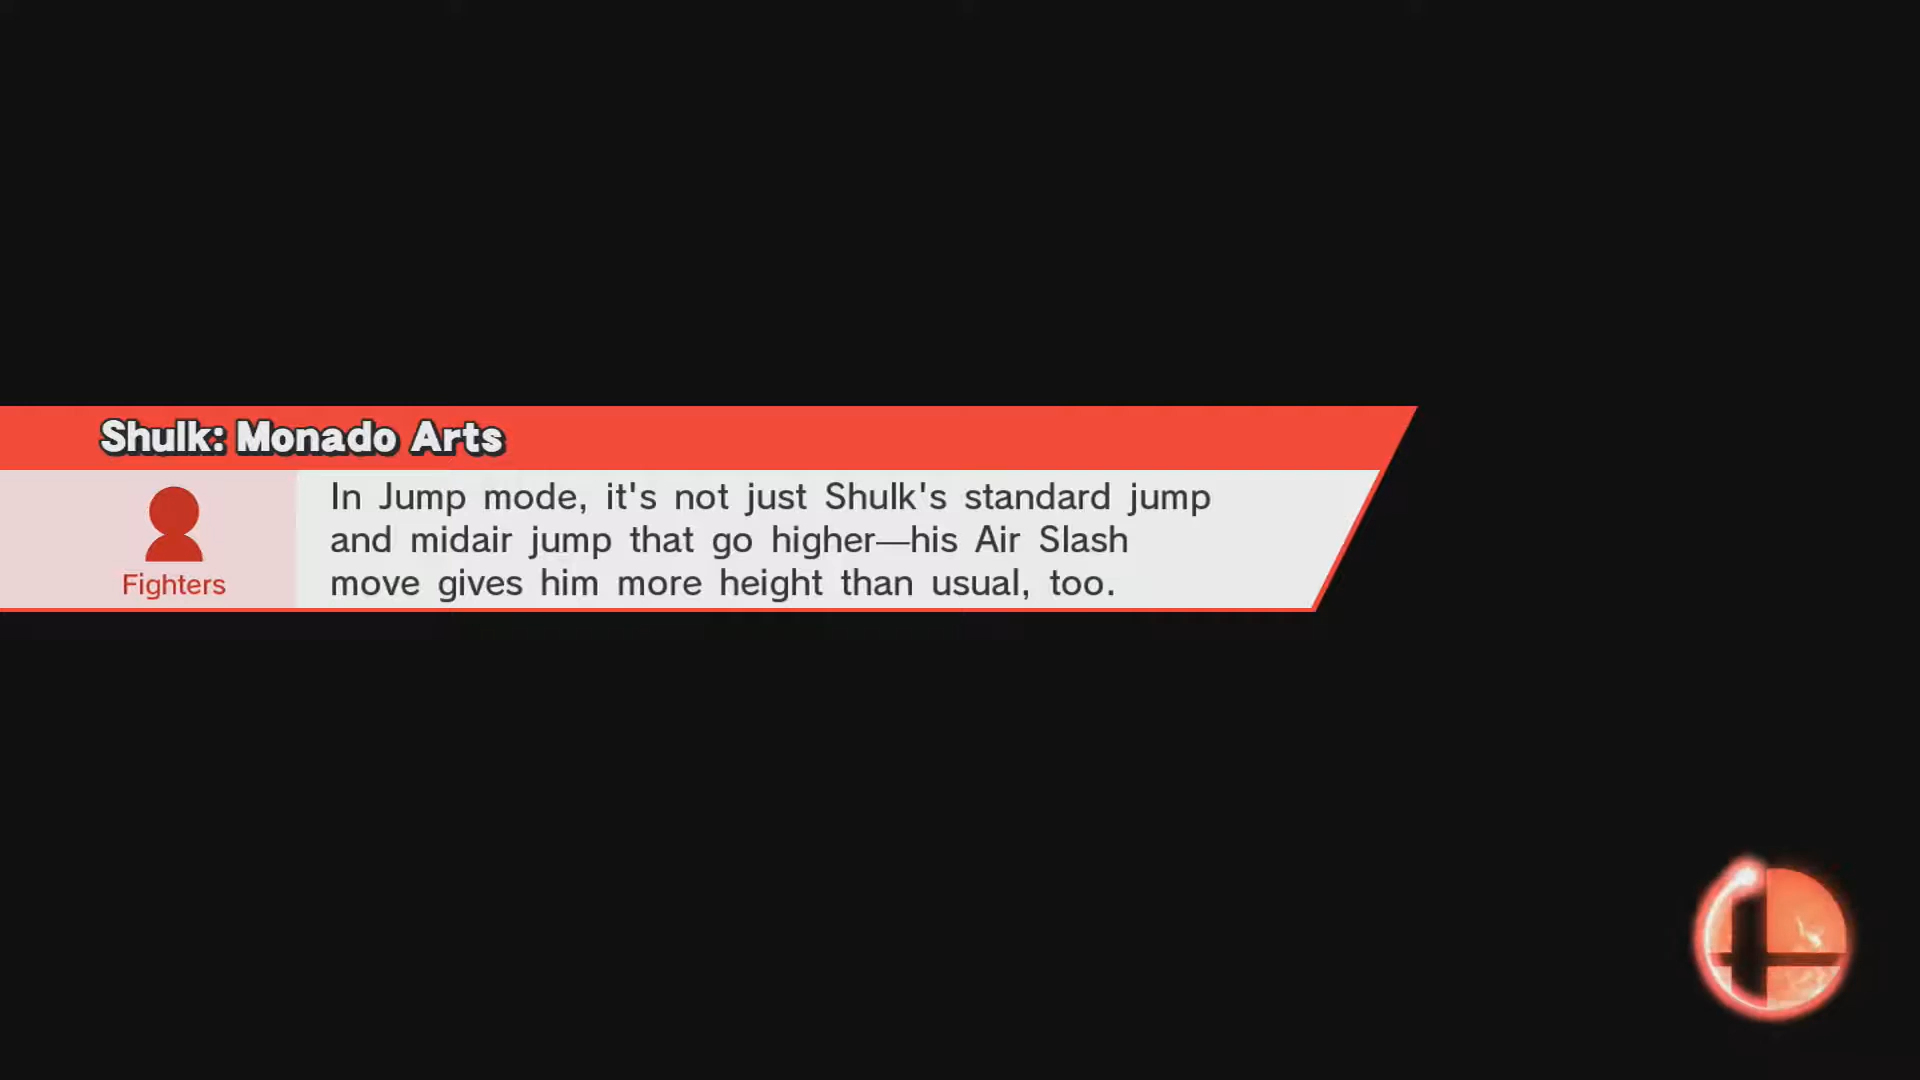 Shulk: Monado Arts
Fighters
In Jump mode, it's not just Shulk's standard jump
and midair jump that go higher—his Air Slash
move gives him more height than usual, too.